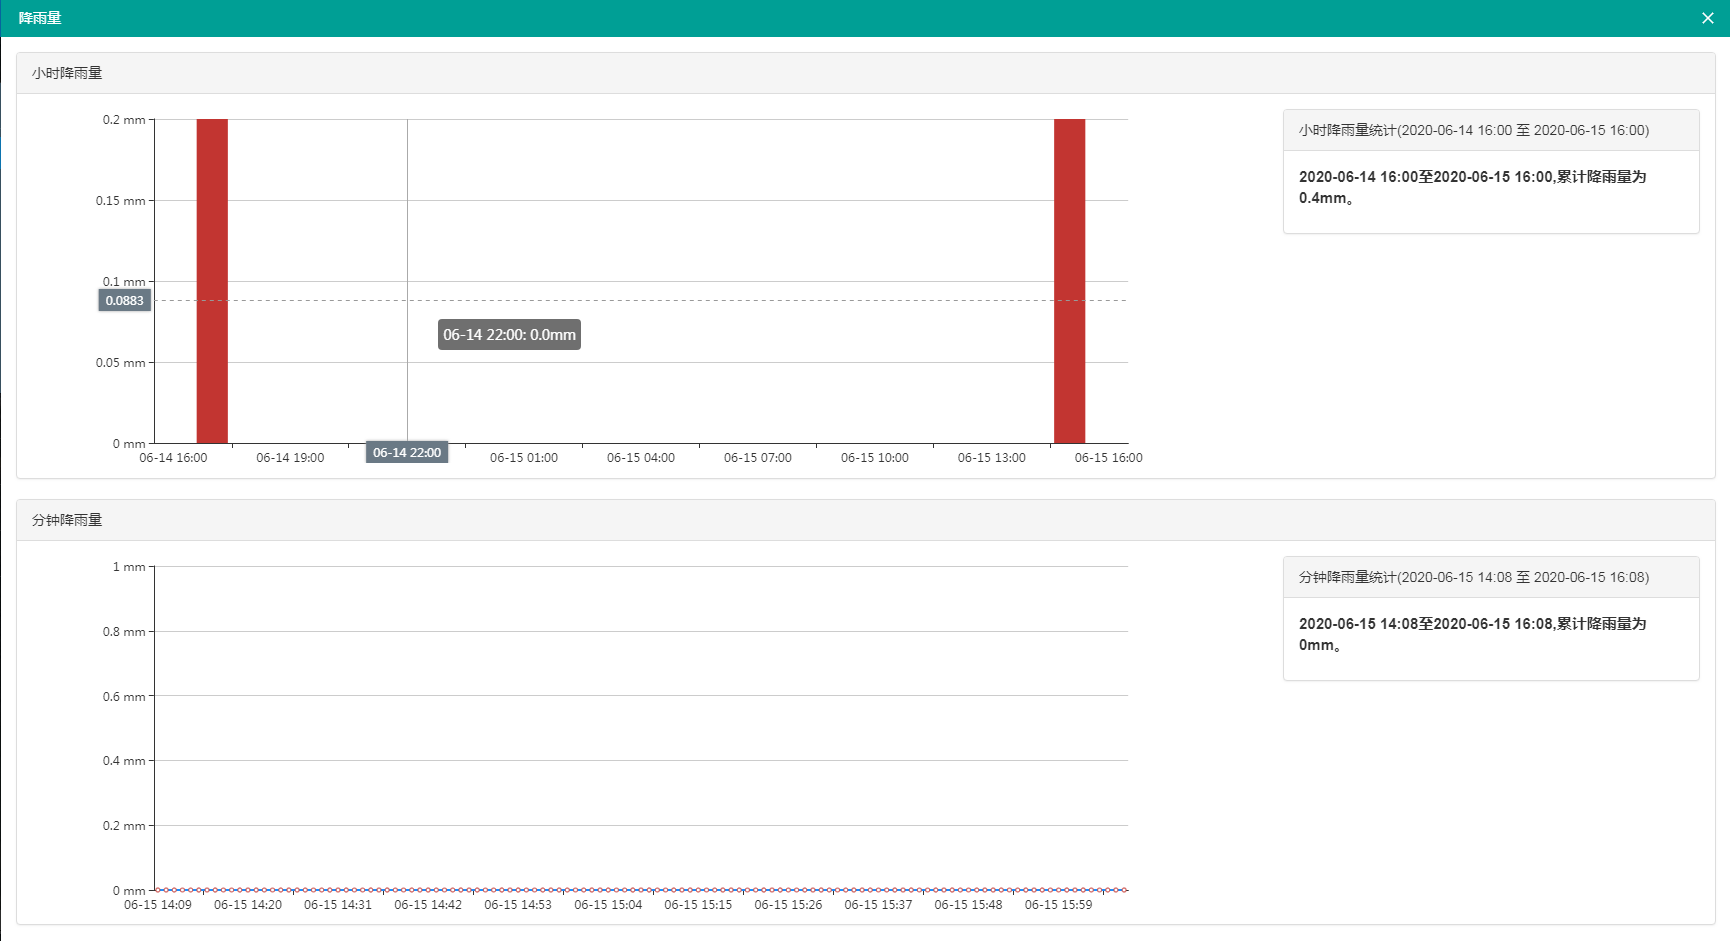 降雨量
小时降雨量
0.2 mm
0.15 mm
0.1 mm
0.0883
0.05 mm
0 mm
06-14 22:00: 0.0mm
06-14 16:00
06-14 19:00
06-14 22:00
06-15 01:00
06-15 04:00
06-15 07:00
06-15 10:00
06-15 13:00
06-15 16:00
小时降雨量统计(2020-06-14 16:00 至 2020-06-15 16:00)
2020-06-14 16:00至2020-06-15 16:00,累计降雨量为
0.4mm。
分钟降雨量
1 mm
0.8 mm
0.6 mm
0.4 mm
0.2 mm
0 mm
06-15 14:09
06-15 14:20
06-15 14:31
06-15 14:42
06-15 14:53
06-15 15:04
06-15 15:15
06-15 15:26
06-15 15:37
06-15 15:48
06-15 15:59
分钟降雨量统计(2020-06-15 14:08 至 2020-06-15 16:08)
2020-06-15 14:08至2020-06-15 16:08,累计降雨量为
0mm。